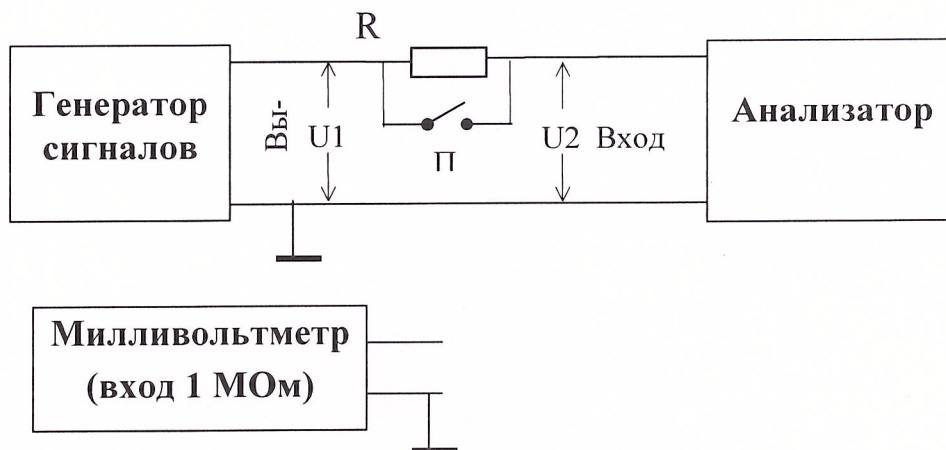 R
Генератор
сигналов
Вы-
U1
П
U2 Вход
Анализатор
Милливольтметр
(вход 1 МОм)